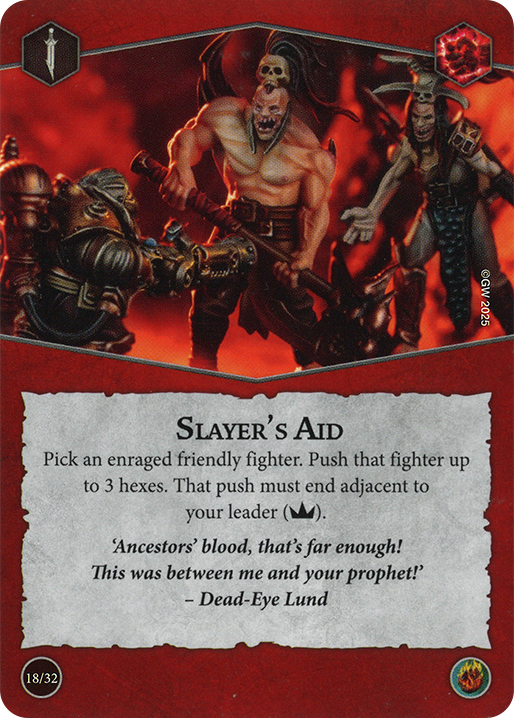 ©GW 2025
SLAYER'S AID
Pick an enraged friendly fighter. Push that fighter up
to 3 hexes. That push must end adjacent to
your leader ( ).
‘Ancestors’ blood, that’s far enough!
This was between me and your prophet!’
– Dead-Eye Lund
18/32